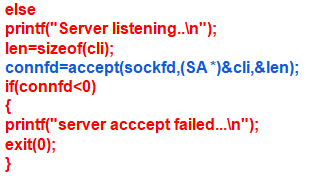 else
printf("Server listening..\n");
len=sizeof(cli);
connfd=accept(sockfd,(SA *)&cli,&len);
if(connfd<0)
{
printf("server acccept failed...\n");
exit(0);
}